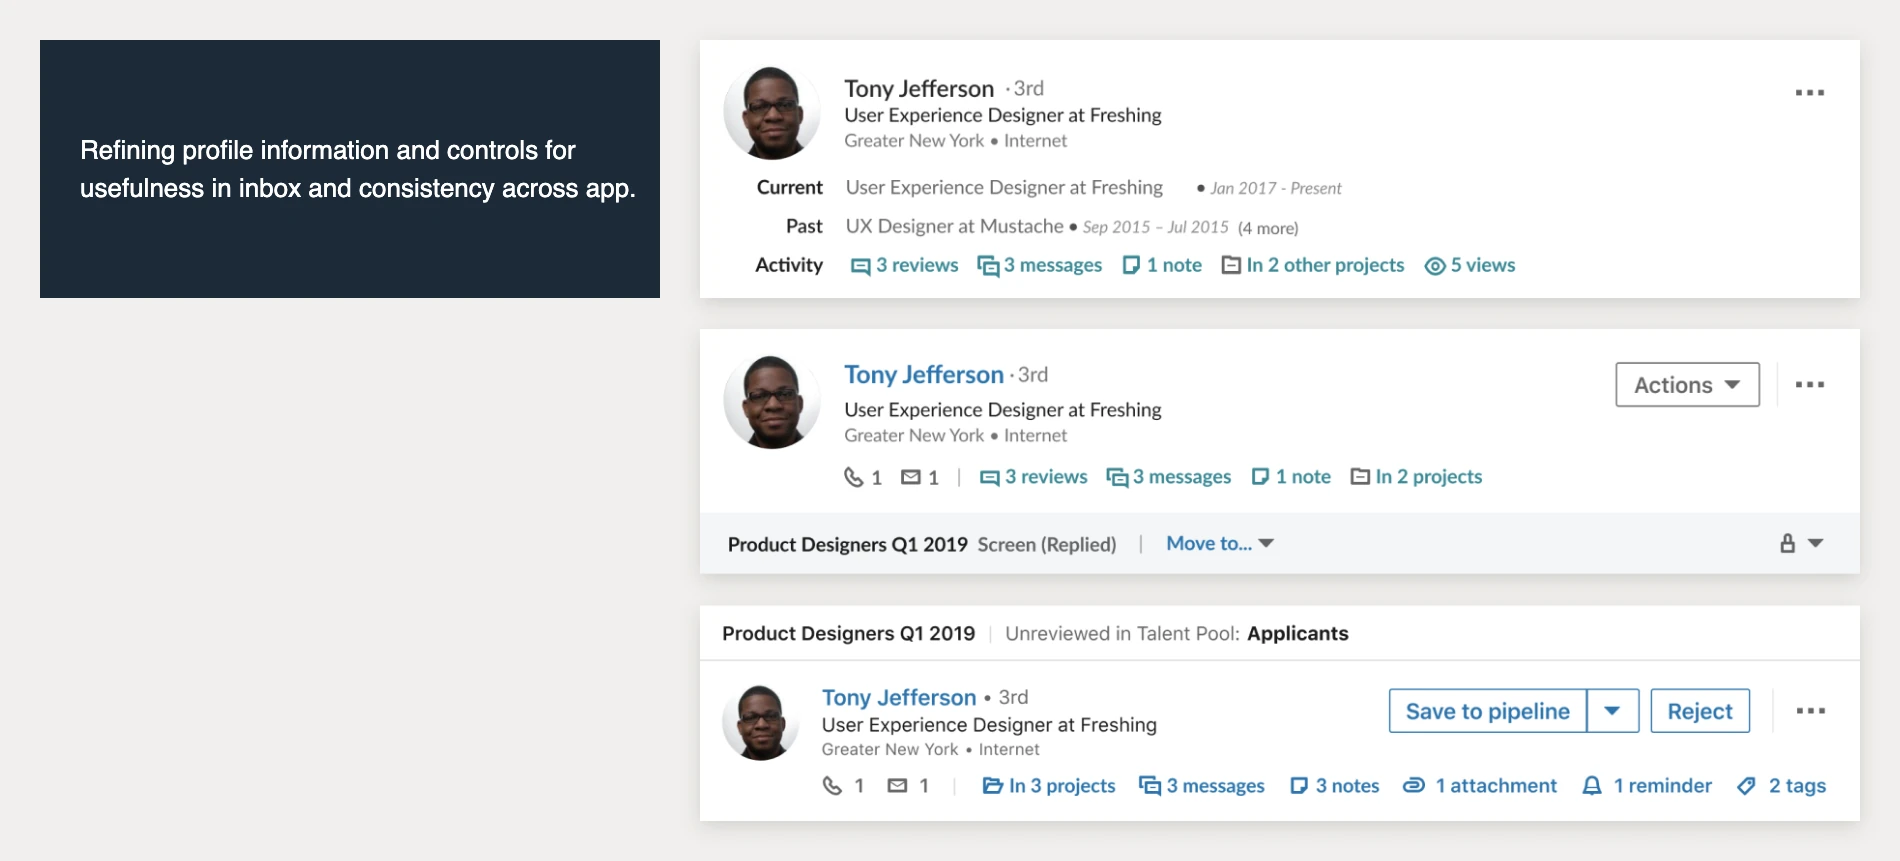 Refining profile information and controls for
usefulness in inbox and consistency across app.
Tony Jefferson · 3rd
User Experience Designer at Freshing
Greater New York • Internet
Current User Experience Designer at Freshing • Jan 2017 - Present
Past UX Designer at Mustache • Sep 2015 – Jul 2015 (4 more)
Activity 3 reviews 3 messages 1 note In 2 other projects 5 views
Tony Jefferson · 3rd
Actions
User Experience Designer at Freshing
Greater New York • Internet
1 1 | 3 reviews 3 messages 1 note In 2 projects
Product Designers Q1 2019 Screen (Replied) | Move to...
Product Designers Q1 2019 | Unreviewed in Talent Pool: Applicants
Tony Jefferson • 3rd
Save to pipeline Reject
User Experience Designer at Freshing
Greater New York • Internet
1 1 | In 3 projects 3 messages 3 notes 1 attachment 1 reminder 2 tags